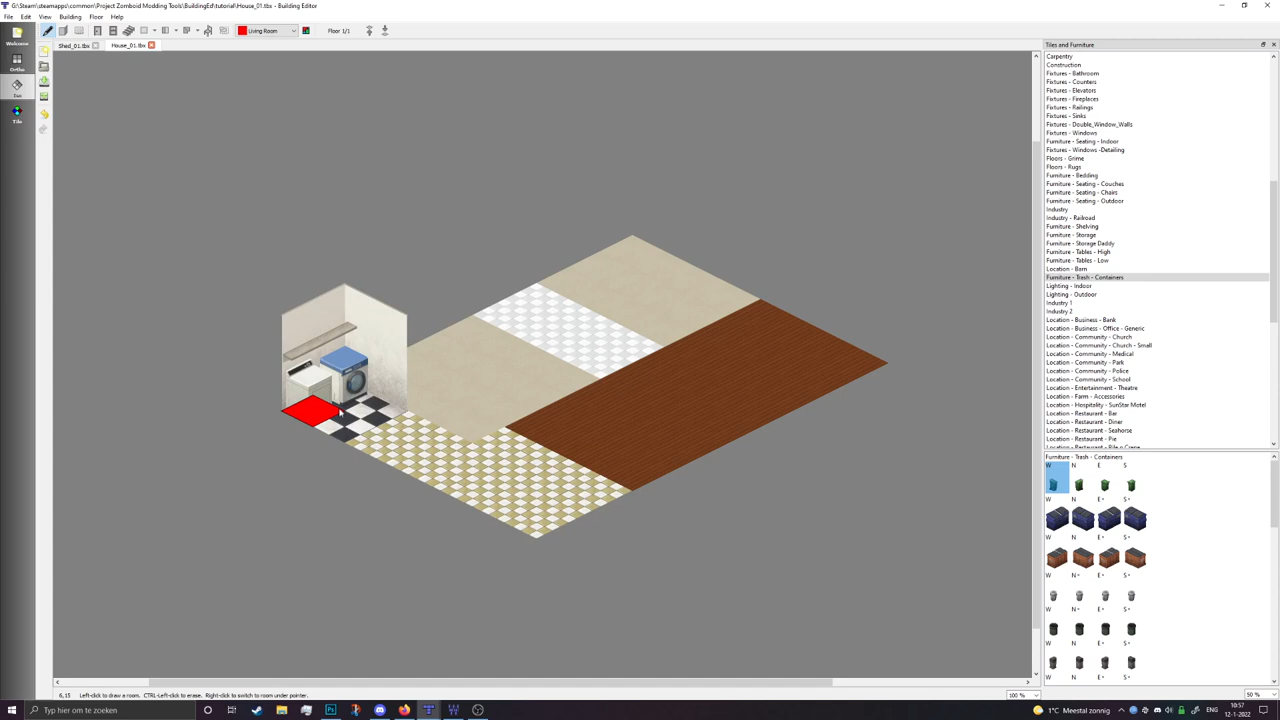 G:\Steam\steamapps\common\Project Zomboid Modding Tools\BuildingEd\tutorial\House_01.tbx - Building Editor
File Edit View Building Floor Help
Living Room
Floor 1/1
Welcome
Shed_01.tbx House_01.tbx
Ortho
Iso
Tile
Tiles and Furniture
Carpentry
Construction
Fixtures - Bathroom
Fixtures - Counters
Fixtures - Elevators
Fixtures - Fireplaces
Fixtures - Railings
Fixtures - Sinks
Fixtures - Double_Window_Walls
Fixtures - Windows
Furniture - Seating - Indoor
Fixtures - Windows -Detailing
Floors - Grime
Floors - Rugs
Furniture - Bedding
Furniture - Seating - Couches
Furniture - Seating - Chairs
Furniture - Seating - Outdoor
Industry
Industry - Railroad
Furniture - Shelving
Furniture - Storage
Furniture - Storage Daddy
Furniture - Tables - High
Furniture - Tables - Low
Location - Barn
Furniture - Trash - Containers
Lighting - Indoor
Lighting - Outdoor
Industry 1
Industry 2
Location - Business - Bank
Location - Business - Office - Generic
Location - Community - Church
Location - Community - Church - Small
Location - Community - Medical
Location - Community - Park
Location - Community - Police
Location - Community - School
Location - Entertainment - Theatre
Location - Farm - Accessories
Location - Hospitality - SunStar Motel
Location - Restaurant - Bar
Location - Restaurant - Diner
Location - Restaurant - Seahorse
Location - Restaurant - Pie
Furniture - Trash - Containers
W N E S
W N E* S*
W N E* S*
W N* E* S*
W N* E* S*
W N* E* S*
W N* E* S*
6,15 Left-click to draw a room. CTRL-Left-click to erase. Right-click to switch to room under pointer.
100 %
50 %
Typ hier om te zoeken
1°C Meestal zonnig
ENG
10:57
12-1-2022